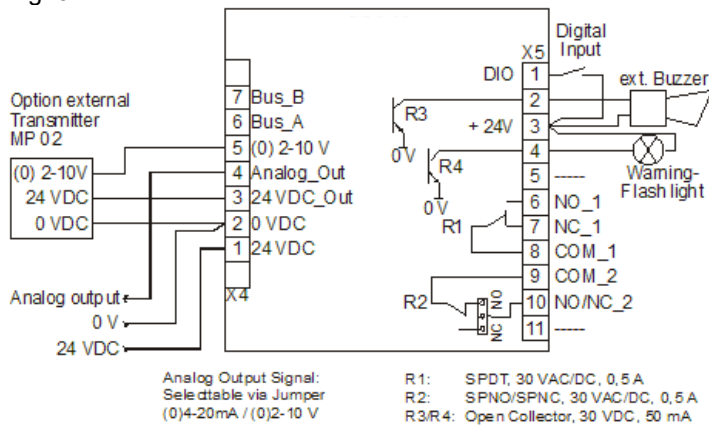 Digital
Input
X5
DIO 1
ext. Buzzer
7 Bus_B
2
R3
Option external
Transmitter
MP 02
6 Bus_A
+ 24V 3
5 (0) 2-10 V
0 V
R4
4
(0) 2-10V
4 Analog_Out
5 -----
Warning-
Flash light
24 VDC
3 24 VDC_Out
0 V
6 NO_1
0 VDC
2 0 VDC
R1
7 NC_1
1 24 VDC
8 COM_1
9 COM_2
Analog output
X4
R2
NO
10 NO/NC_2
0 V
NC
11 -----
24 VDC
Analog Output Signal:
Selecttable via Jumper
(0)4-20mA / (0)2-10 V
R1: SPDT, 30 VAC/DC, 0,5 A
R2: SPNO/SPNC, 30 VAC/DC, 0,5 A
R3/R4: Open Collector, 30 VDC, 50 mA